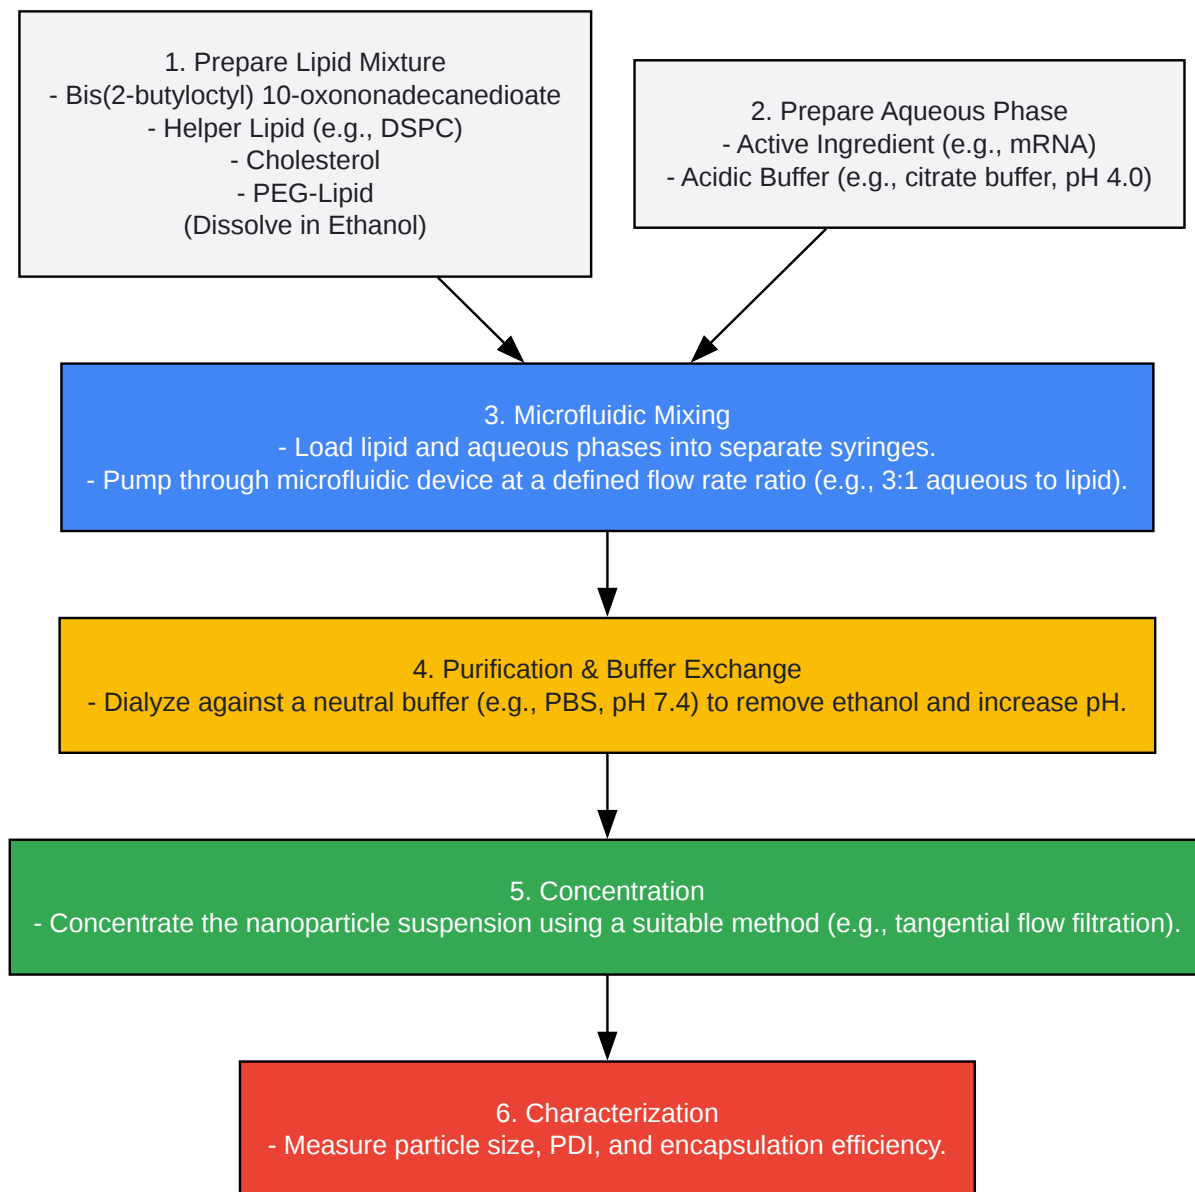 1. Prepare Lipid Mixture
- Bis(2-butyloctyl) 10-oxononadecanedioate
- Helper Lipid (e.g., DSPC)
- Cholesterol
- PEG-Lipid
(Dissolve in Ethanol)
2. Prepare Aqueous Phase
- Active Ingredient (e.g., mRNA)
- Acidic Buffer (e.g., citrate buffer, pH 4.0)
3. Microfluidic Mixing
- Load lipid and aqueous phases into separate syringes.
- Pump through microfluidic device at a defined flow rate ratio (e.g., 3:1 aqueous to lipid).
4. Purification & Buffer Exchange
- Dialyze against a neutral buffer (e.g., PBS, pH 7.4) to remove ethanol and increase pH.
5. Concentration
- Concentrate the nanoparticle suspension using a suitable method (e.g., tangential flow filtration).
6. Characterization
- Measure particle size, PDI, and encapsulation efficiency.